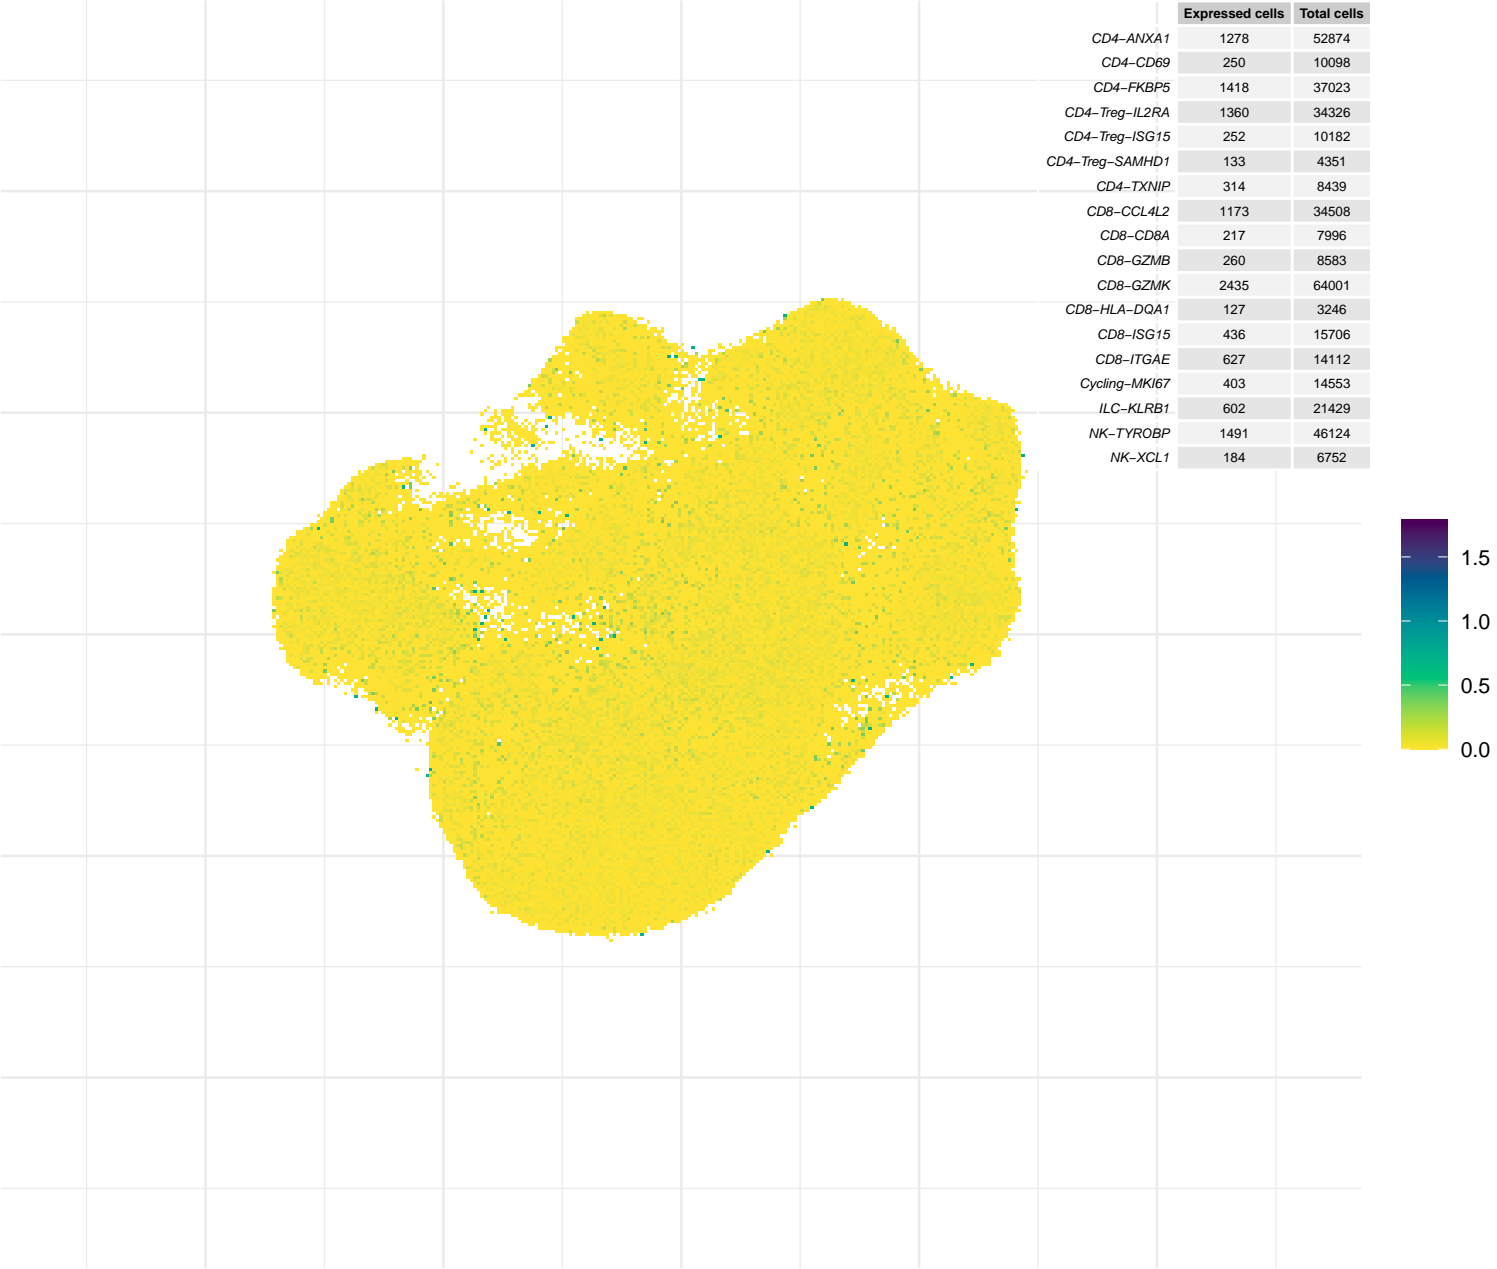 Expressed cells Total cells
CD4−ANXA1 1278 52874
CD4−CD69 250 10098
CD4−FKBP5 1418 37023
CD4−Treg−IL2RA 1360 34326
CD4−Treg−ISG15 252 10182
CD4−Treg−SAMHD1 133 4351
CD4−TXNIP 314 8439
CD8−CCL4L2 1173 34508
CD8−CD8A 217 7996
CD8−GZMB 260 8583
CD8−GZMK 2435 64001
CD8−HLA−DQA1 127 3246
CD8−ISG15 436 15706
CD8−ITGAE 627 14112
Cycling−MKI67 403 14553
ILC−KLRB1 602 21429
NK−TYROBP 1491 46124
NK−XCL1 184 6752
1.5
1.0
0.5
0.0